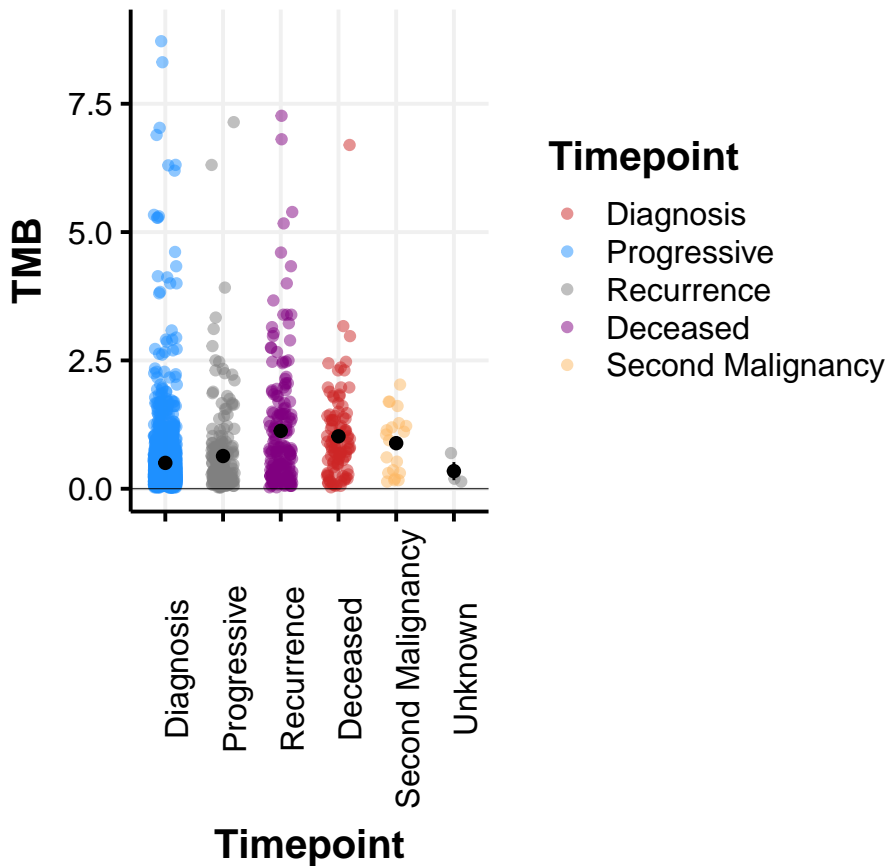 TMB
7.5
5.0
2.5
0.0
Diagnosis
Progressive
Recurrence
Deceased
Second Malignancy
Unknown
Timepoint
Timepoint
Diagnosis
Progressive
Recurrence
Deceased
Second Malignancy